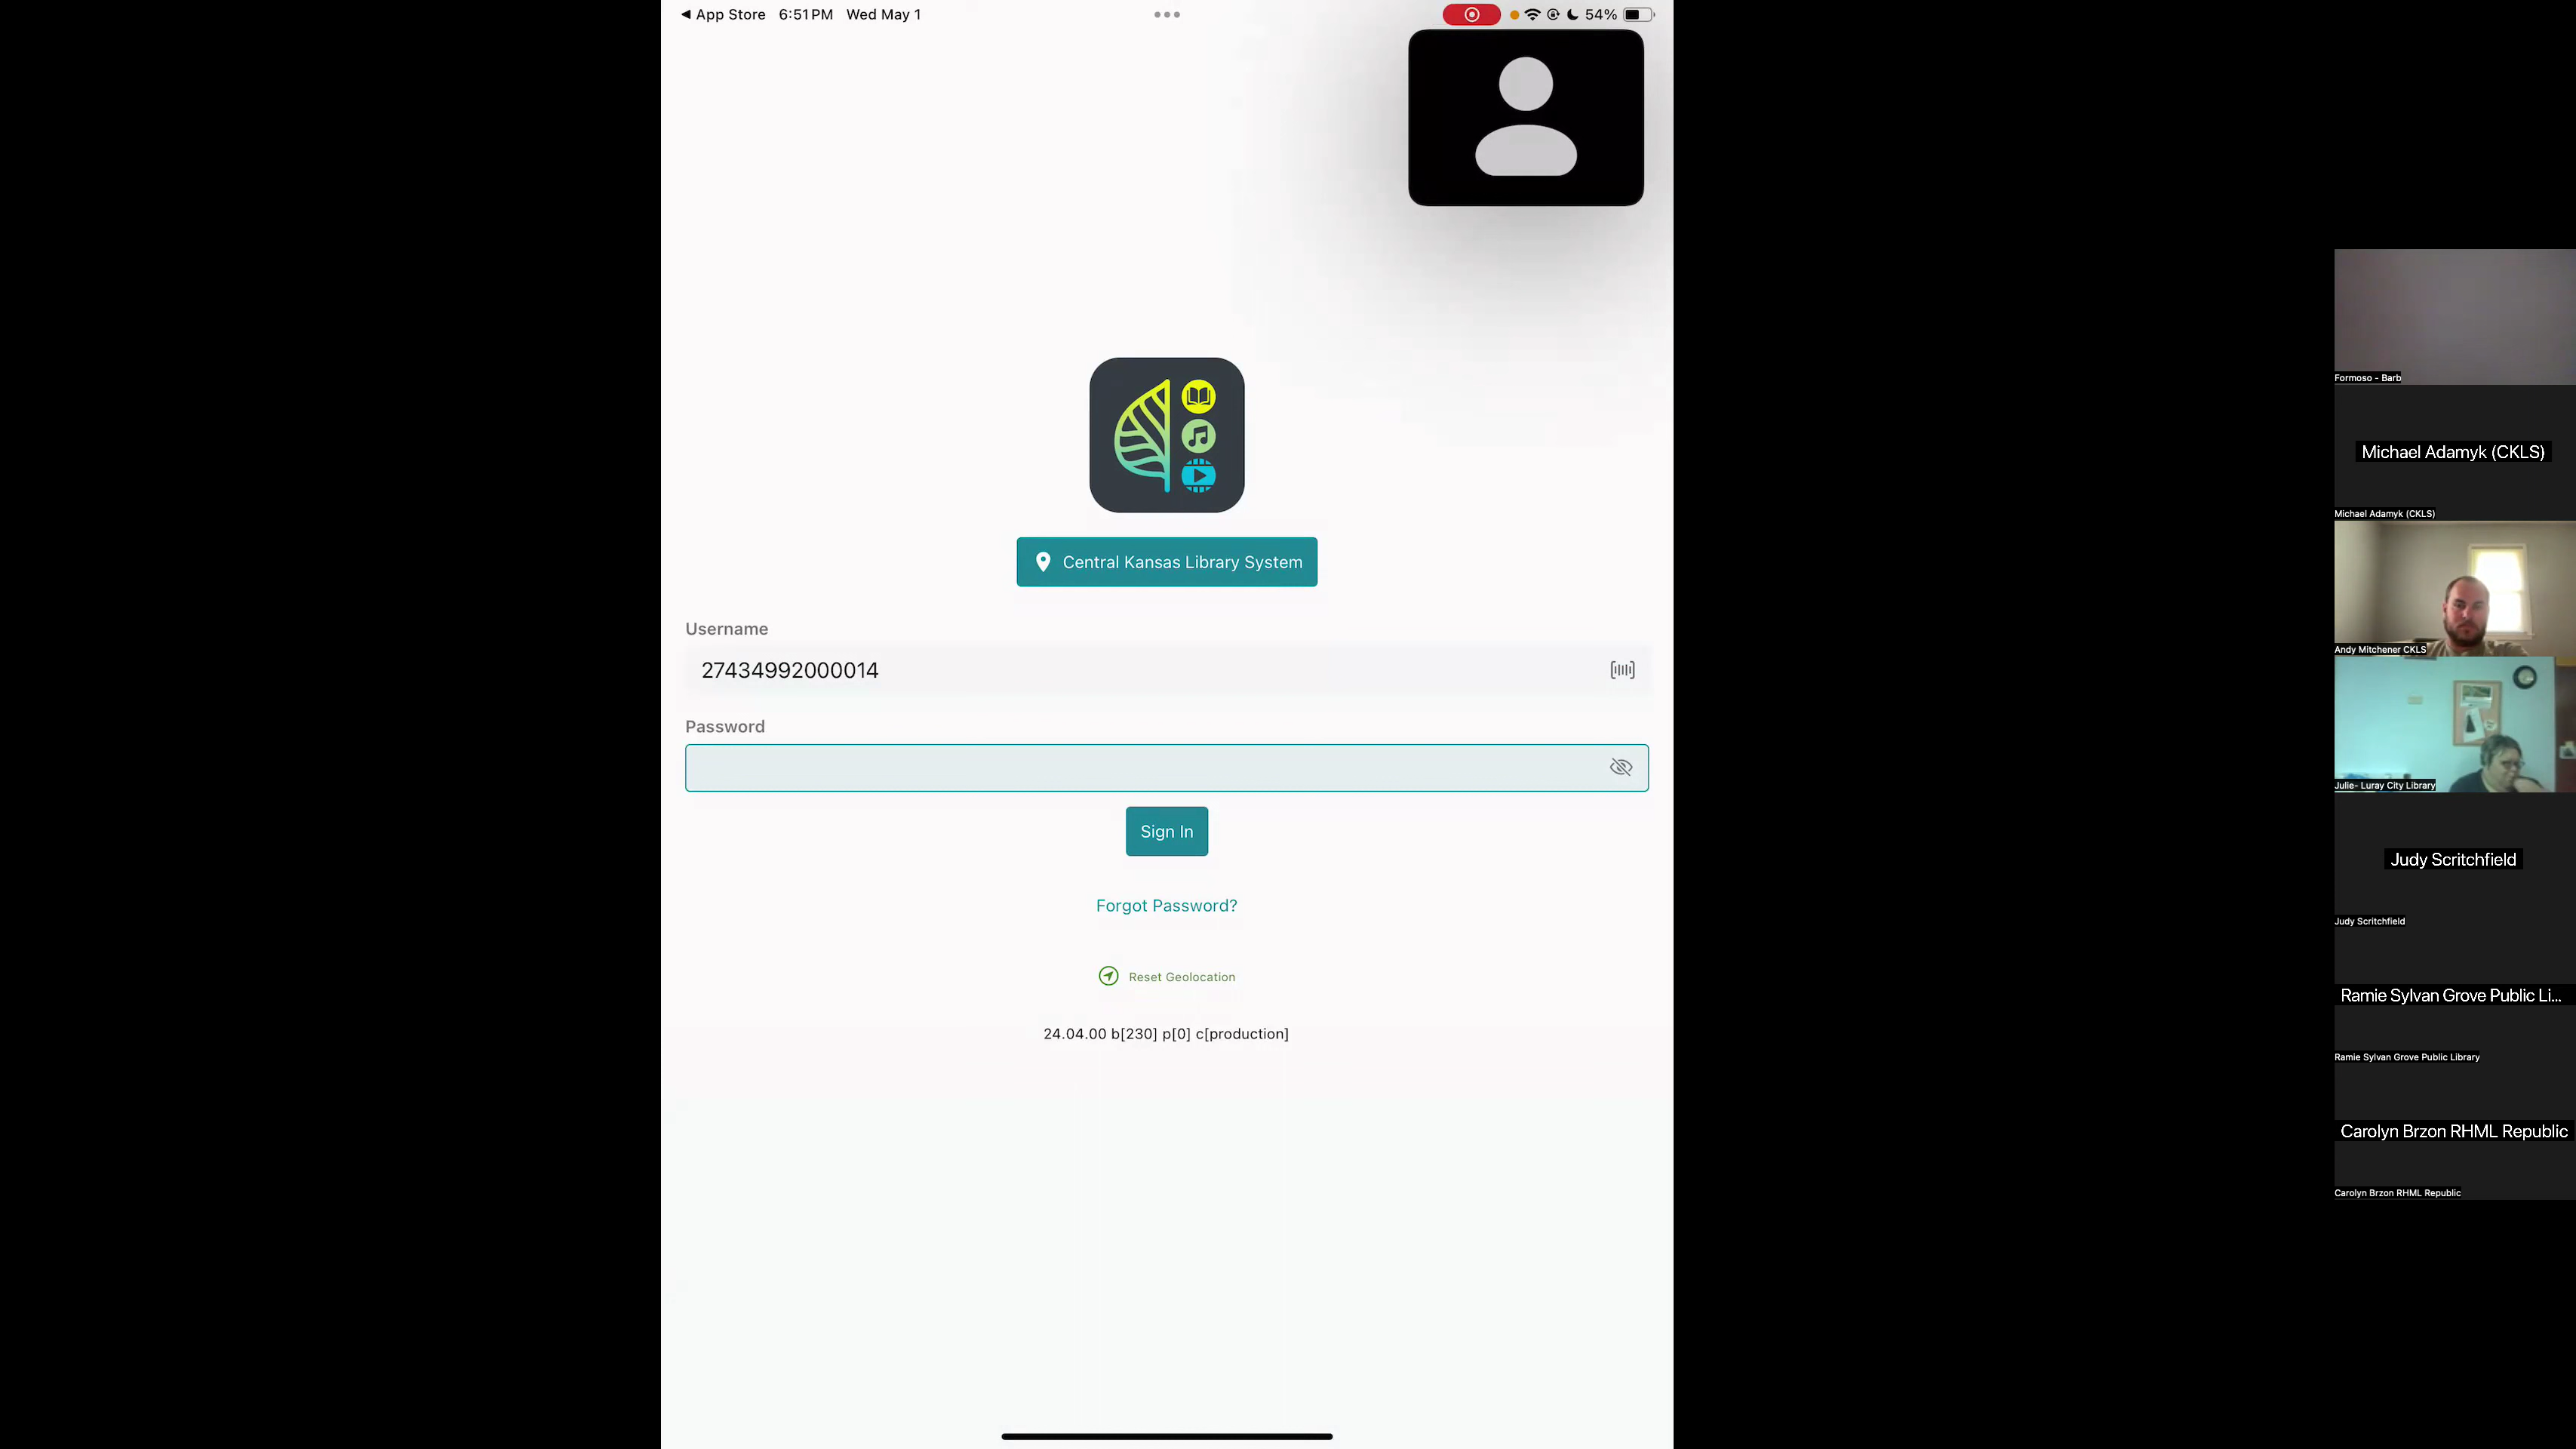 ◀ App Store 6:51 PM Wed May 1
54%
Central Kansas Library System
Username
27434992000014
Password
Sign In
Forgot Password?
Reset Geolocation
24.04.00 b[230] p[0] c[production]
Formoso - Barb
Michael Adamyk (CKLS)
Michael Adamyk (CKLS)
Andy Mitchener CKLS
Julie- Luray City Library
Judy Scritchfield
Judy Scritchfield
Ramie Sylvan Grove Public Li...
Ramie Sylvan Grove Public Library
Carolyn Brzon RHML Republic
Carolyn Brzon RHML Republic